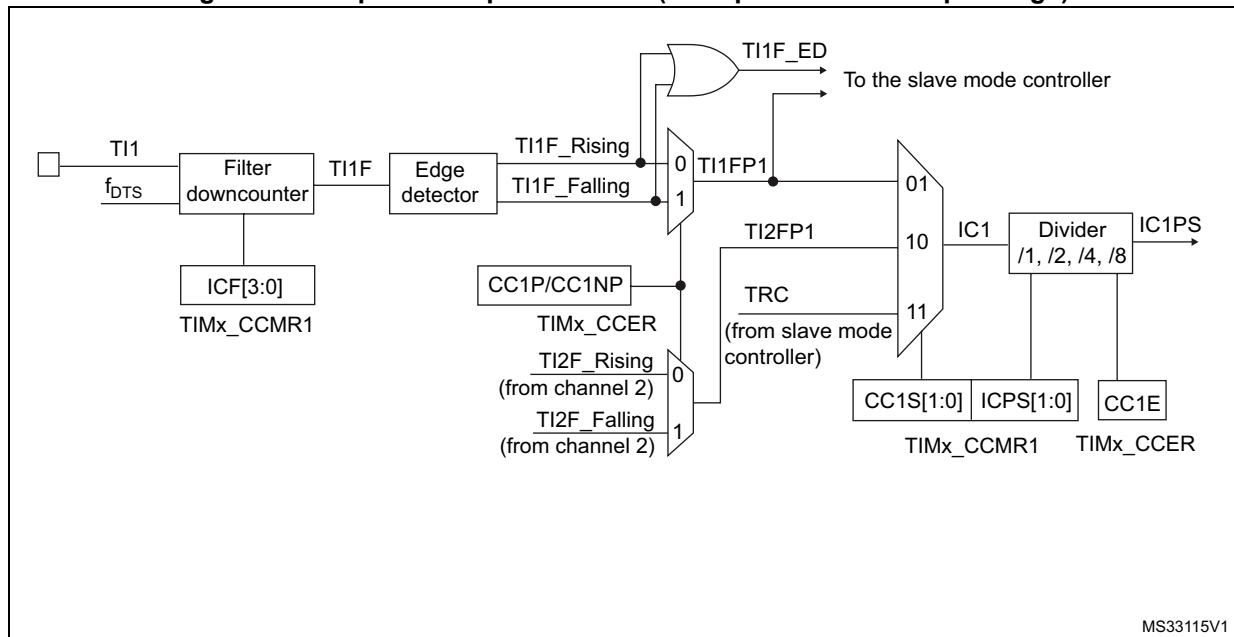 TI1F_ED
To the slave mode controller
TI1
f_DTS
Filter
downcounter
TI1F
Edge
detector
TI1F_Rising
TI1F_Falling
0
1
TI1FP1
01
10
11
TI2FP1
TRC
(from slave mode
controller)
IC1
Divider
/1, /2, /4, /8
IC1PS
ICF[3:0]
TIMx_CCMR1
CC1P/CC1NP
TIMx_CCER
TI2F_Rising
(from channel 2)
TI2F_Falling
(from channel 2)
0
1
CC1S[1:0]
ICPS[1:0]
CC1E
TIMx_CCMR1
TIMx_CCER
MS33115V1